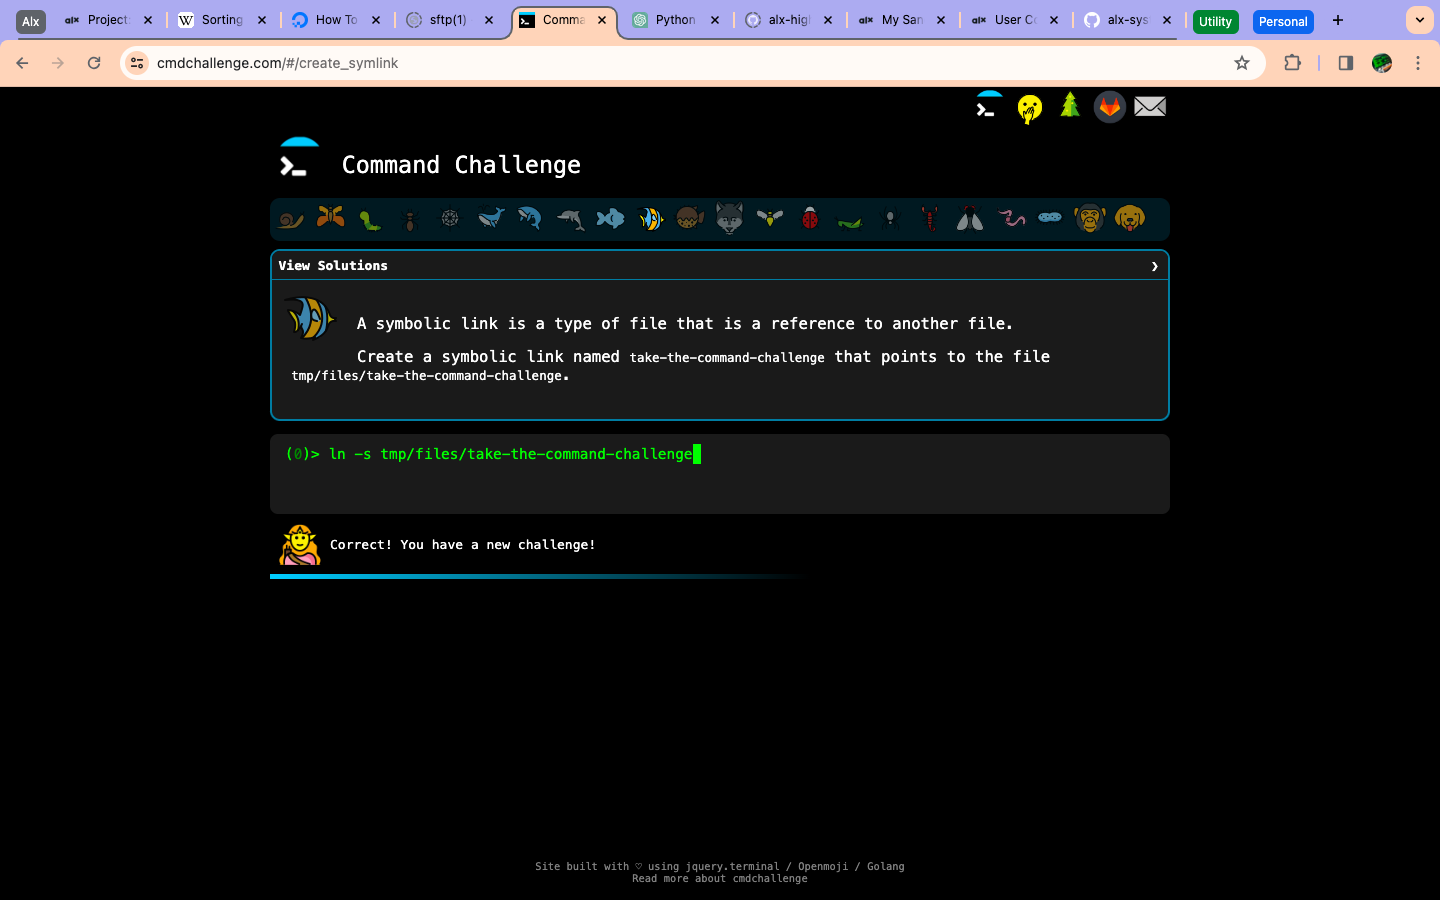 Alx
Project:
Sorting
How To
sftp(1)
Comma
Python
alx-higl
My San
User Ce
alx-sys
Utility
Personal
cmdchallenge.com/#/create_symlink
Command Challenge
View Solutions
A symbolic link is a type of file that is a reference to another file.
Create a symbolic link named take-the-command-challenge that points to the file
tmp/files/take-the-command-challenge.
(0)> ln -s tmp/files/take-the-command-challenge
Correct! You have a new challenge!
Site built with ♡ using jquery.terminal / Openmoji / Golang
Read more about cmdchallenge